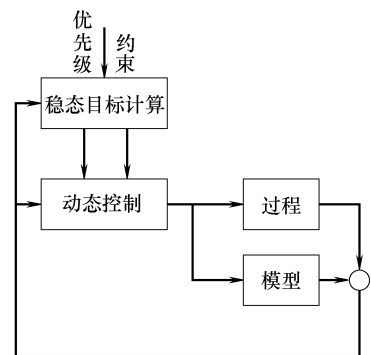 优先级
约束
稳态目标计算
动态控制
过程
模型